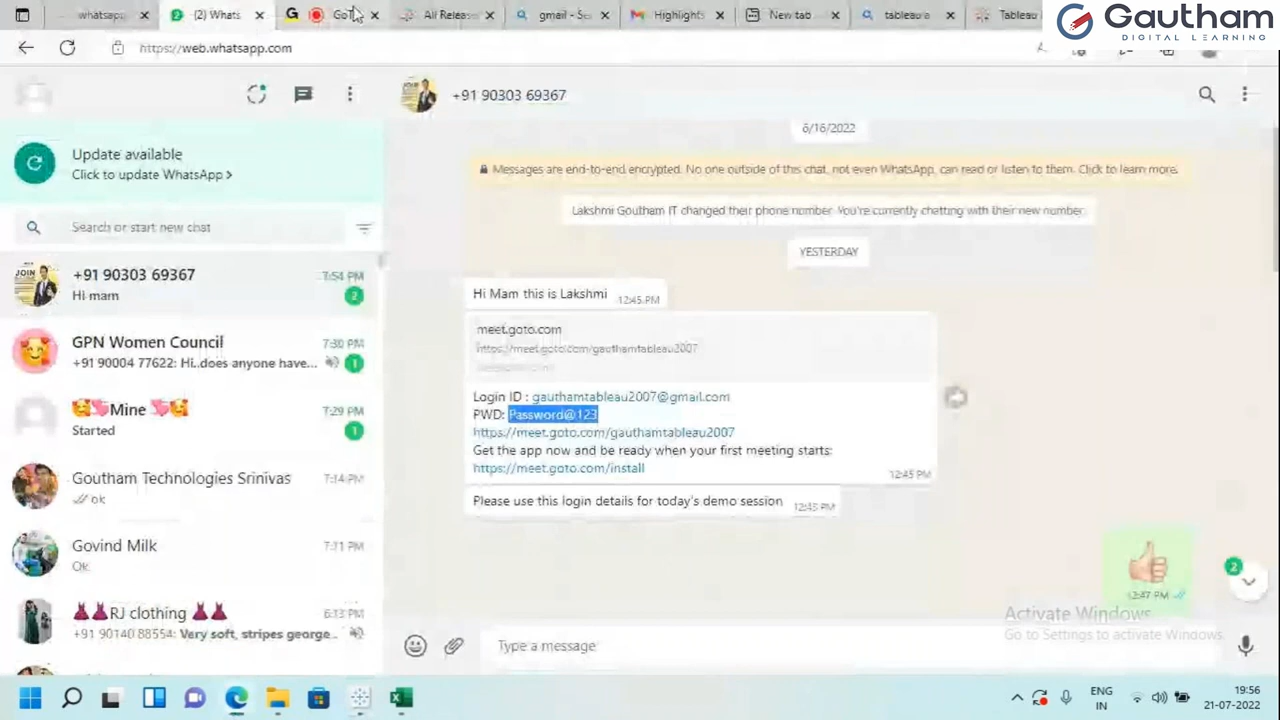 whatsapp
(2) Whats
G
GoTo
All Release
gmail - Se
Highlights
New tab
tableau a
Tableau
Gautham
DIGITAL LEARNING
https://web.whatsapp.com
+91 90303 69367
6/16/2022
Update available
Click to update WhatsApp >
Messages are end-to-end encrypted. No one outside of this chat, not even WhatsApp, can read or listen to them. Click to learn more.
Lakshmi Goutham IT changed their phone number. You're currently chatting with their new number.
Search or start new chat
YESTERDAY
+91 90303 69367
7:54 PM
Hi mam
2
Hi Mam this is Lakshmi
12:45 PM
meet.goto.com
https://meet.goto.com/gauthamtableau2007
GPN Women Council
7:30 PM
+91 90004 77622: Hi..does anyone have...
1
Login ID : gauthamtableau2007@gmail.com
PWD: Password@123
https://meet.goto.com/gauthamtableau2007
Get the app now and be ready when your first meeting starts:
https://meet.goto.com/install
12:45 PM
Mine
7:29 PM
Started
1
Goutham Technologies Srinivas
7:14 PM
ok
Please use this login details for today's demo session
12:45 PM
Govind Milk
7:11 PM
Ok
2
12:47 PM
RJ clothing
6:13 PM
+91 90140 88554: Very soft, stripes george...
Activate Windows
Go to Settings to activate Windows.
Type a message
ENG
IN
19:56
21-07-2022